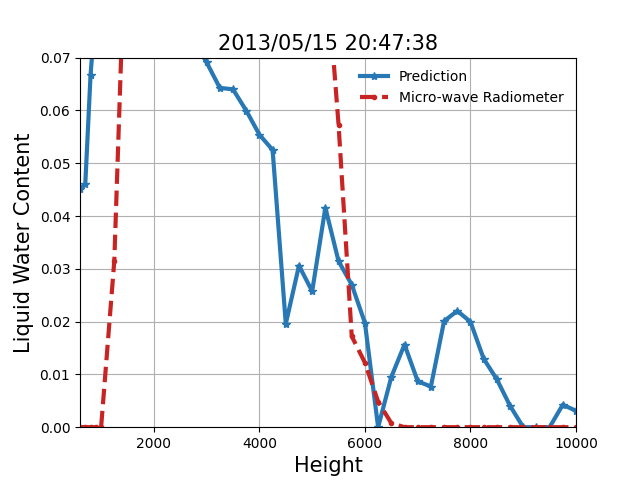 2013/05/15 20:47:38
Prediction
Micro-wave Radiometer
Liquid Water Content
0.07
0.06
0.05
0.04
0.03
0.02
0.01
0.00
2000 4000 6000 8000 10000
Height